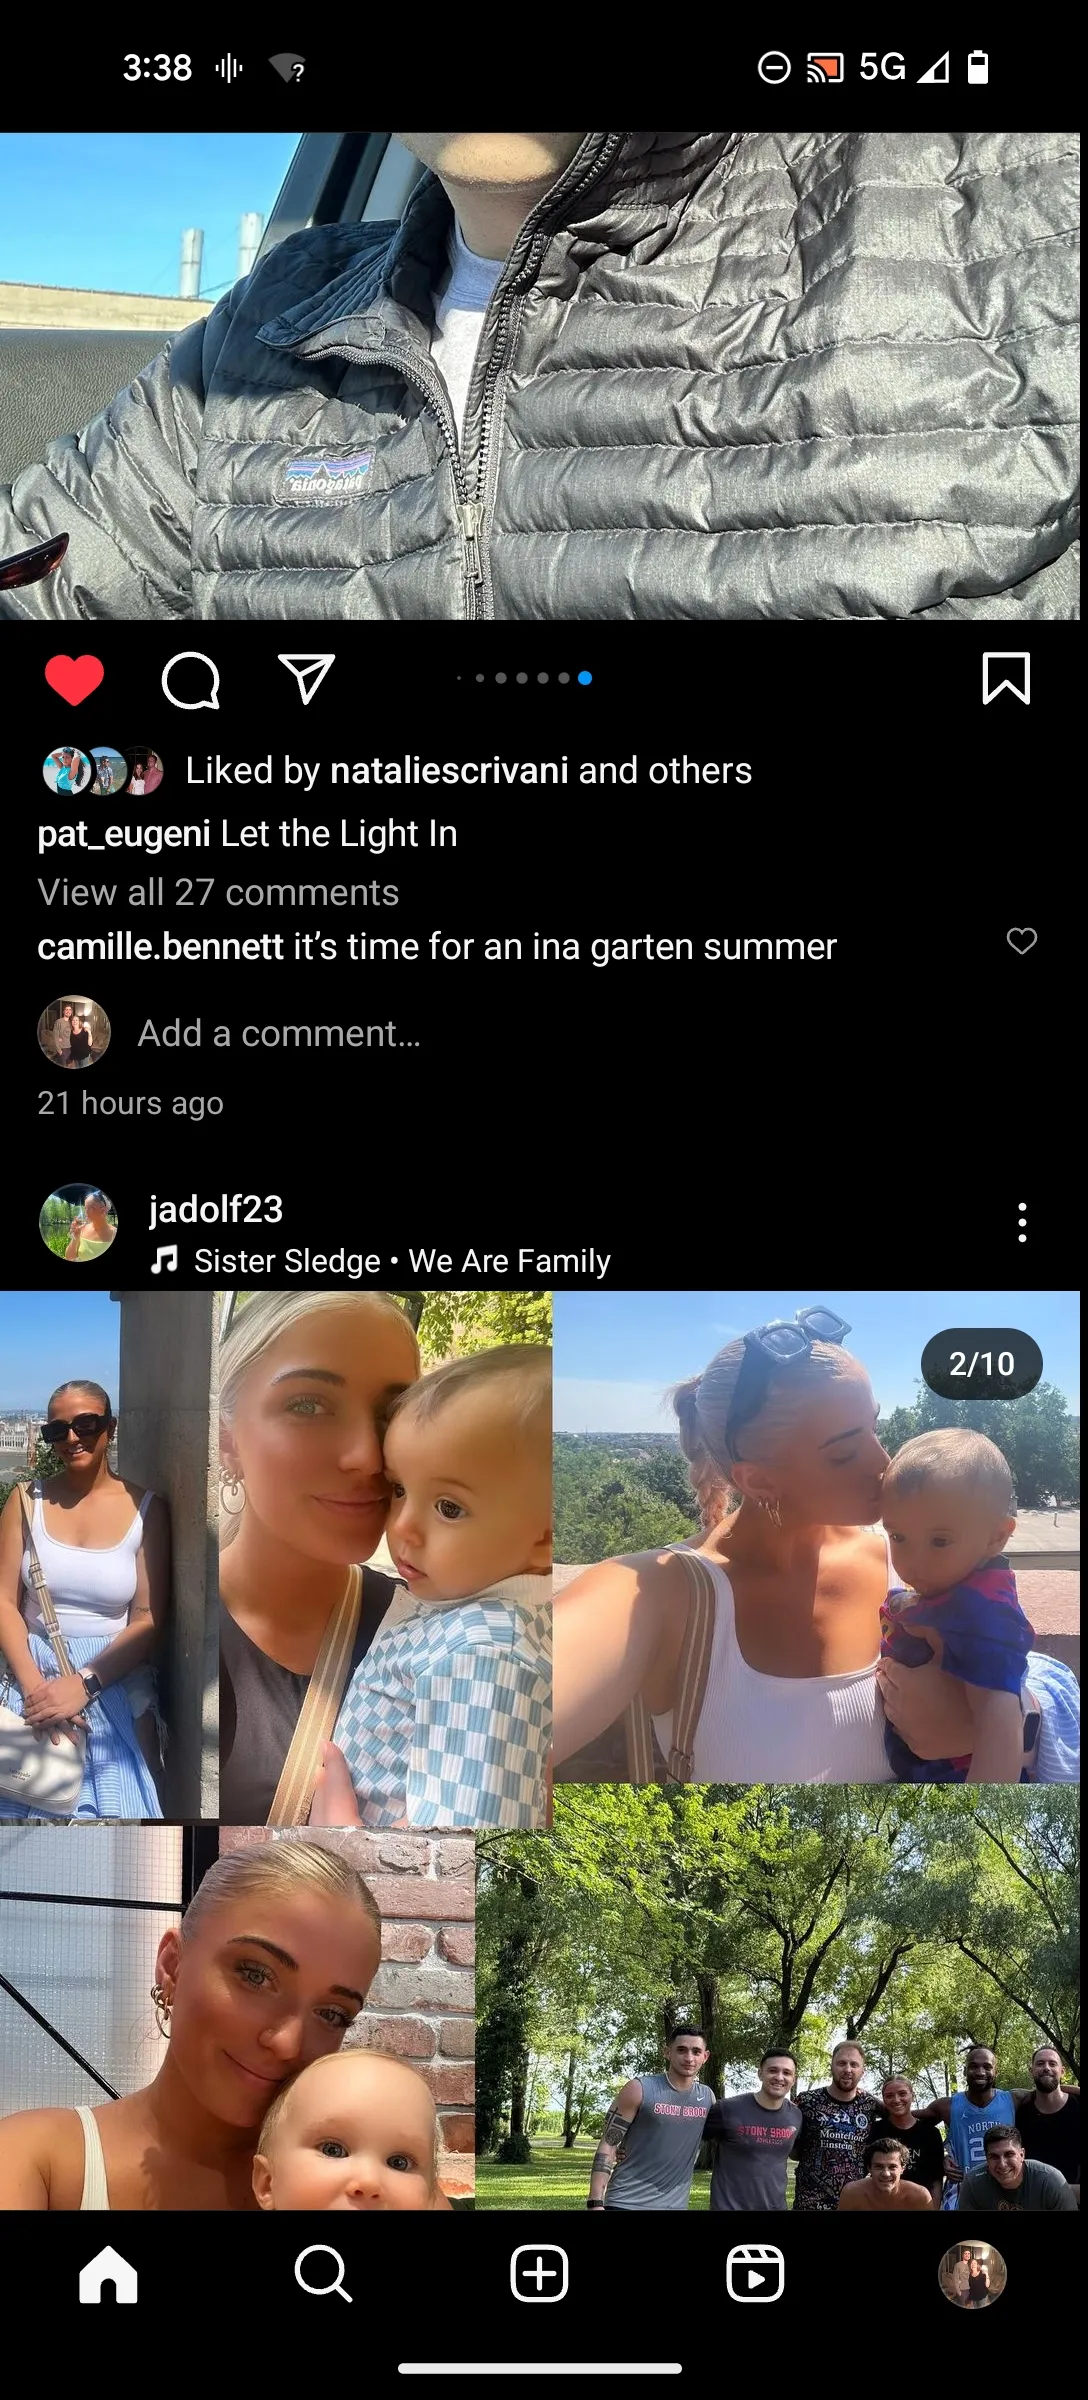 3:38
5G
patagonia
Liked by nataliescrivani and others
pat_eugeni Let the Light In
View all 27 comments
camille.bennett it’s time for an ina garten summer
Add a comment…
21 hours ago
jadolf23
Sister Sledge • We Are Family
2/10
STONY BROOK
STONY BROOK
ATHLETICS
Montefiore
Einstein
NORTH
2